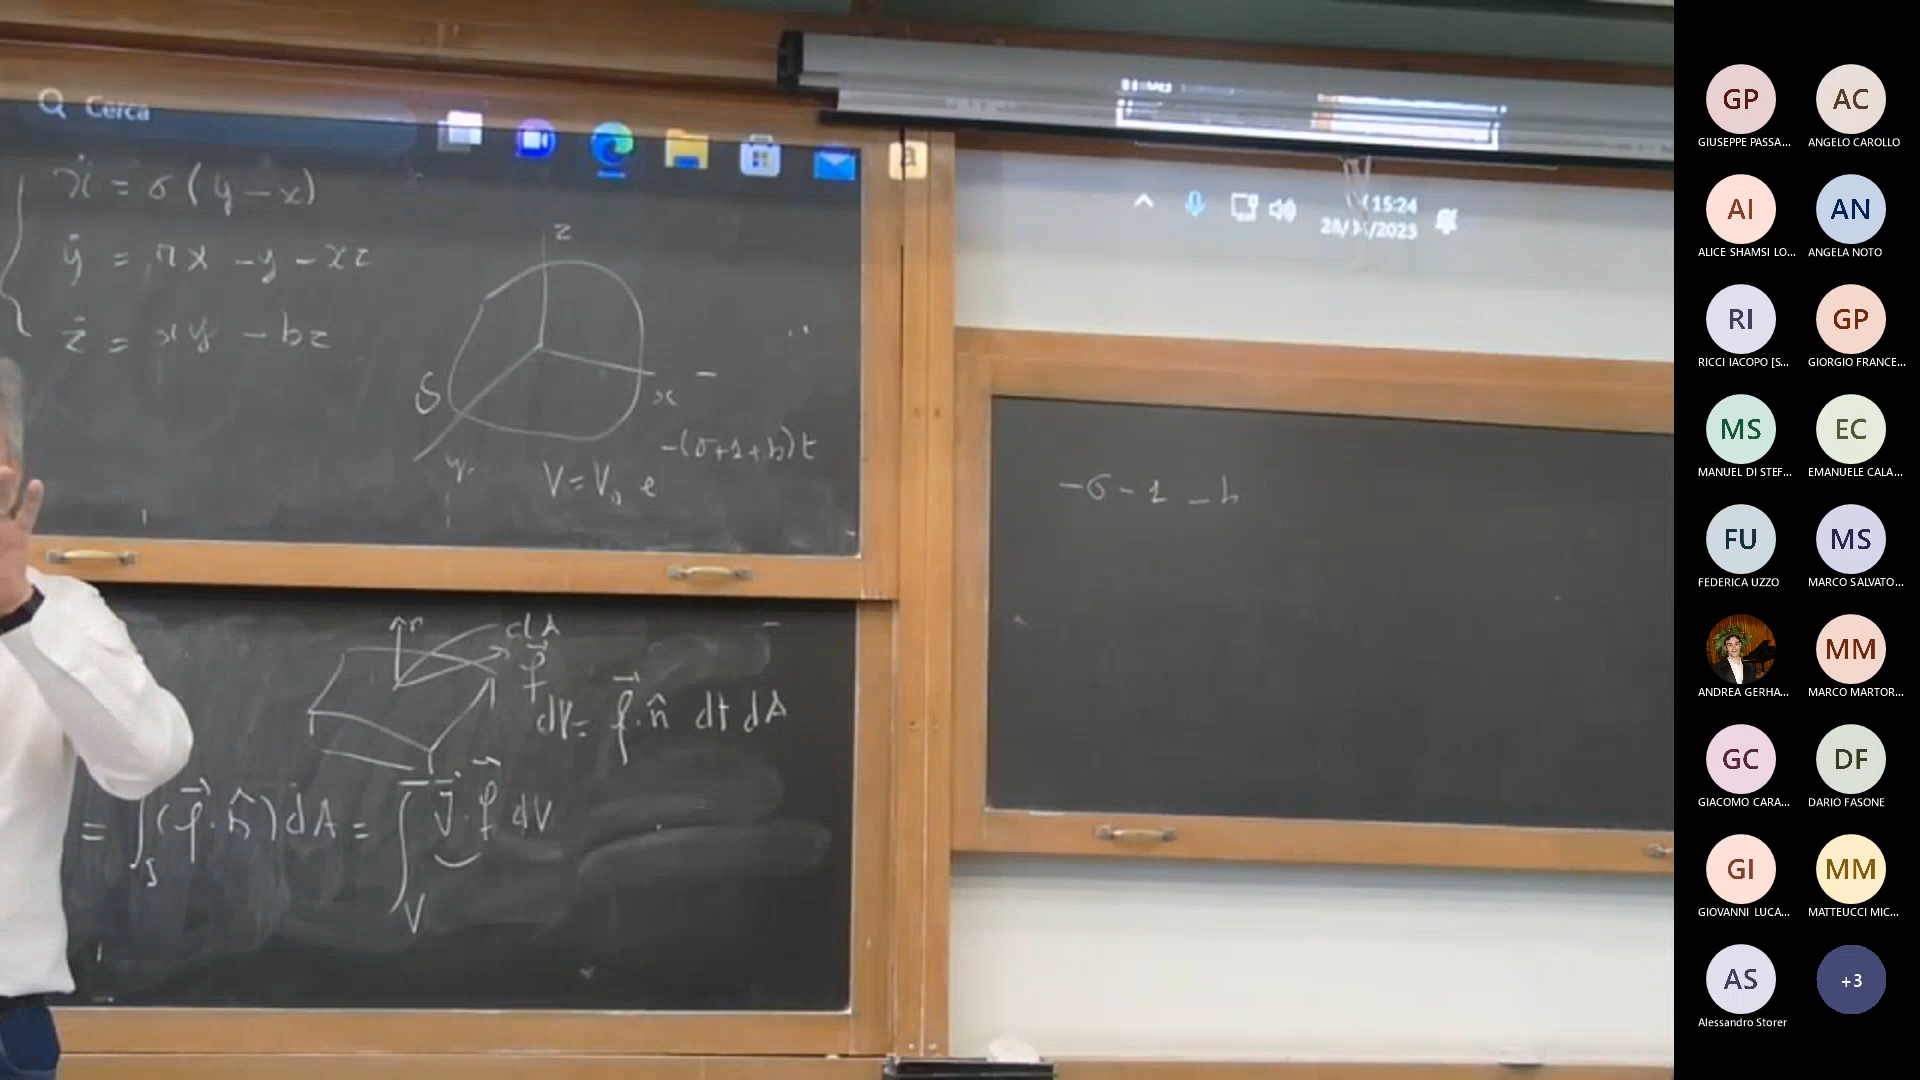 Cerca
ẋ = σ(y – x)
ẏ = rx – y – xz
ż = xy – bz
z
S
x
y
V = V₀ e^{-(σ+1+b)t}
15:24
-σ - 1 - b
n
dA
f⃗
dV = f⃗·n̂ dt dA
= ∫_S (f⃗·n̂) dA = ∫_V ∇⃗·f⃗ dV
GP
GIUSEPPE PASSA...
AC
ANGELO CAROLLO
AI
ALICE SHAMSI LO...
AN
ANGELA NOTO
RI
RICCI IACOPO [S...
GP
GIORGIO FRANCE...
MS
MANUEL DI STEF...
EC
EMANUELE CALA...
FU
FEDERICA UZZO
MS
MARCO SALVATO...
ANDREA GERHA...
MM
MARCO MARTOR...
GC
GIACOMO CARA...
DF
DARIO FASONE
GI
GIOVANNI LUCA...
MM
MATTEUCCI MIC...
AS
Alessandro Storer
+3